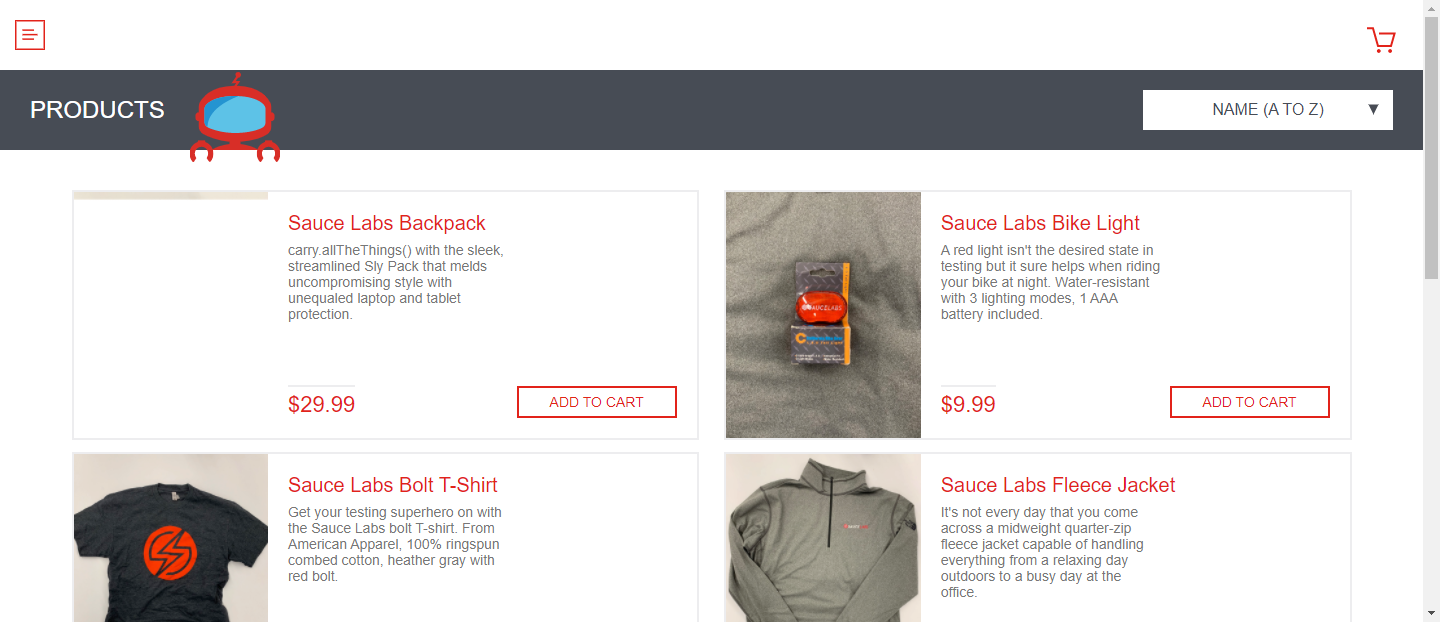 PRODUCTS
NAME (A TO Z)
Sauce Labs Backpack
carry.allTheThings() with the sleek,
streamlined Sly Pack that melds
uncompromising style with
unequaled laptop and tablet
protection.
$29.99
ADD TO CART
SAUCELABS
Sauce Labs Bike Light
A red light isn't the desired state in
testing but it sure helps when riding
your bike at night. Water-resistant
with 3 lighting modes, 1 AAA
battery included.
$9.99
ADD TO CART
Sauce Labs Bolt T-Shirt
Get your testing superhero on with
the Sauce Labs bolt T-shirt. From
American Apparel, 100% ringspun
combed cotton, heather gray with
red bolt.
Sauce Labs Fleece Jacket
It's not every day that you come
across a midweight quarter-zip
fleece jacket capable of handling
everything from a relaxing day
outdoors to a busy day at the
office.